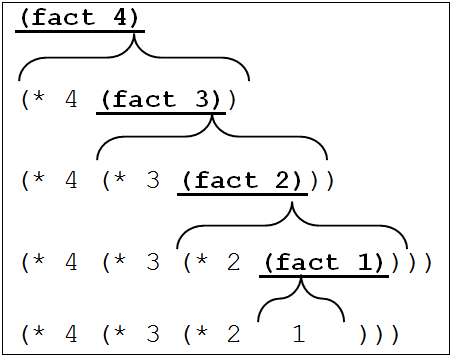 (fact 4)
(* 4 (fact 3))
(* 4 (* 3 (fact 2)))
(* 4 (* 3 (* 2 (fact 1))))
(* 4 (* 3 (* 2 1 )))